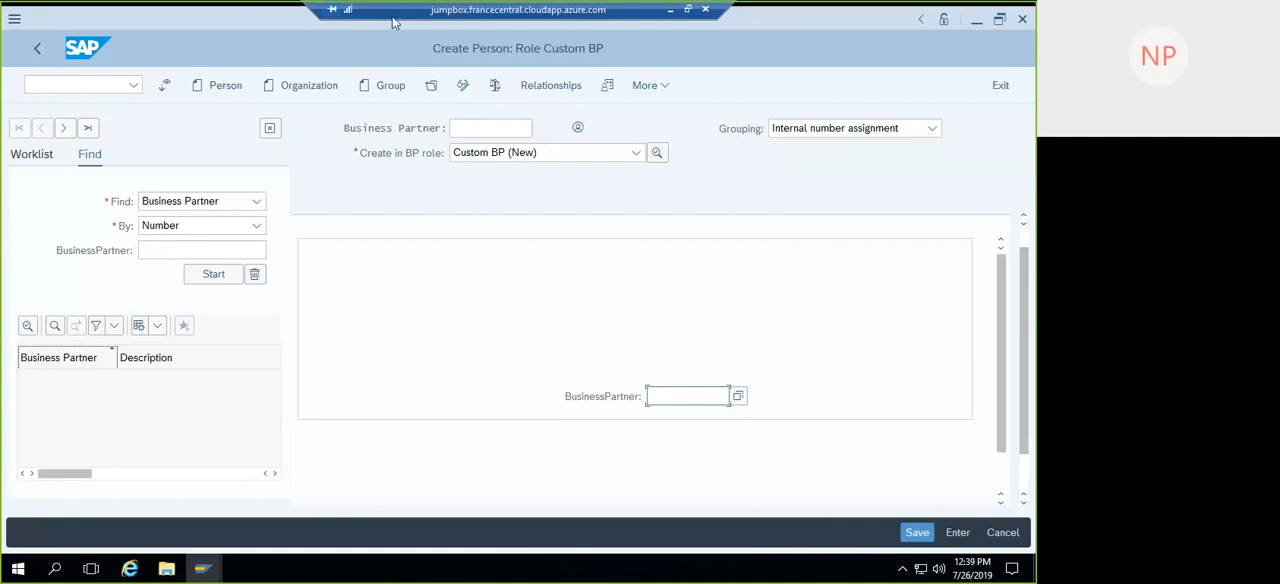 jumpbox.francecentral.cloudapp.azure.com
SAP
Create Person: Role Custom BP
NP
Person
Organization
Group
Relationships
More
Exit
Business Partner:
Grouping:
Internal number assignment
Worklist
Find
* Create in BP role:
Custom BP (New)
* Find:
Business Partner
* By:
Number
BusinessPartner:
Start
Business Partner
Description
BusinessPartner:
Save
Enter
Cancel
12:39 PM
7/26/2019